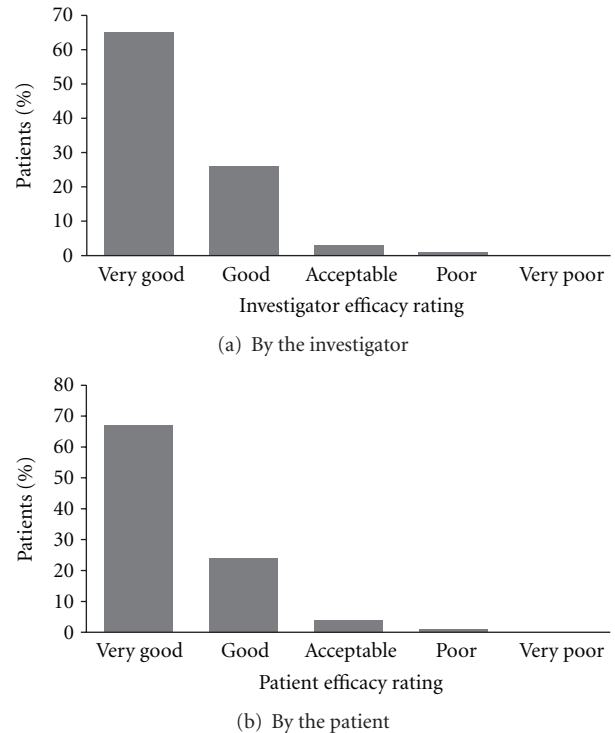 70
60
50
40
30
20
10
0
Patients (%)
Very good Good Acceptable Poor Very poor
Investigator efficacy rating
(a) By the investigator
80
70
60
50
40
30
20
10
0
Patients (%)
Very good Good Acceptable Poor Very poor
Patient efficacy rating
(b) By the patient